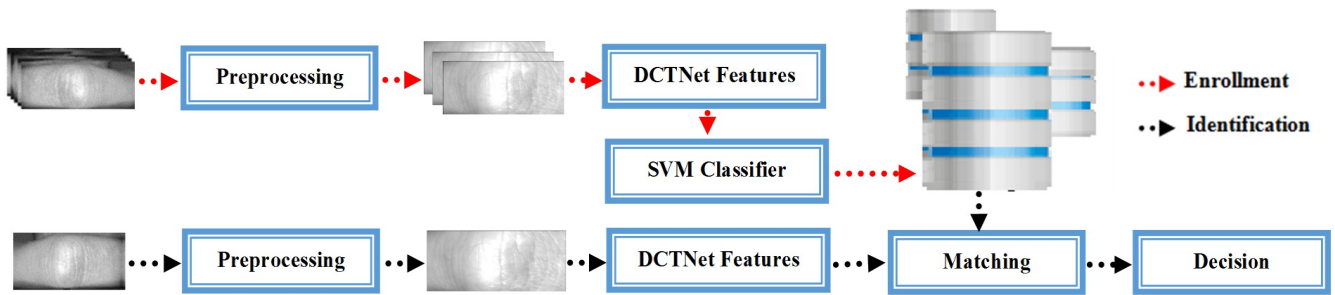 Preprocessing
DCTNet Features
Enrollment
Identification
SVM Classifier
Preprocessing
DCTNet Features
Matching
Decision